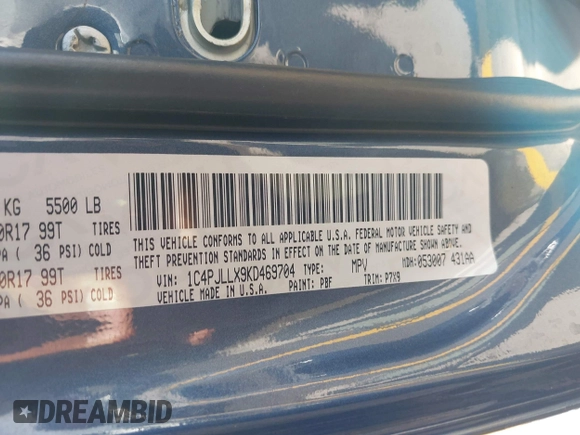 KG 5500 LB
0R17 99T TIRES
PA ( 36 PSI) COLD
0R17 99T TIRES
PA ( 36 PSI) COLD
THIS VEHICLE CONFORMS TO ALL APPLICABLE U.S.A. FEDERAL MOTOR VEHICLE SAFETY,
THEFT PREVENTION STANDARDS IN EFFECT ON THE DATE OF MANUFACTURE SHOWN ABOVE.
VIN: 1C4PJLLX9KD469704 TYPE: MPV MDH:053007 431AA
VEHICLE MADE IN U.S.A. PAINT: PBF TRIM: P7X9
DREAMBID